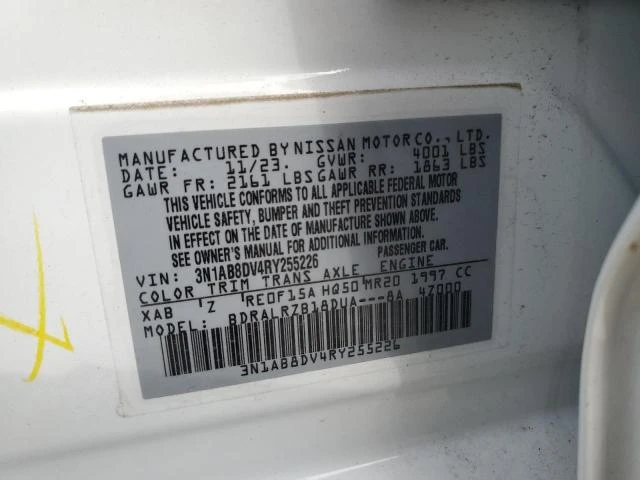 MANUFACTURED BY NISSAN MOTOR CO., LTD.
DATE: 11/23. GVWR: 4001 LBS
GAWR FR: 2161 LBS GAWR RR: 1863 LBS
THIS VEHICLE CONFORMS TO ALL APPLICABLE FEDERAL MOTOR
VEHICLE SAFETY, BUMPER AND THEFT PREVENTION STANDARDS
IN EFFECT ON THE DATE OF MANUFACTURE SHOWN ABOVE.
SEE OWNER'S MANUAL FOR MORE INFORMATION.
VIN: 3N1AB8DV4RY255226 PASSENGER CAR.
COLOR TRIM TRANS AXLE ENGINE
XAB 'Z 'RE0F15A HQ50 MR20 1997 CC
MODEL: BDRALRZB18DUA---8A 4Z000
3N1AB8DV4RY255226